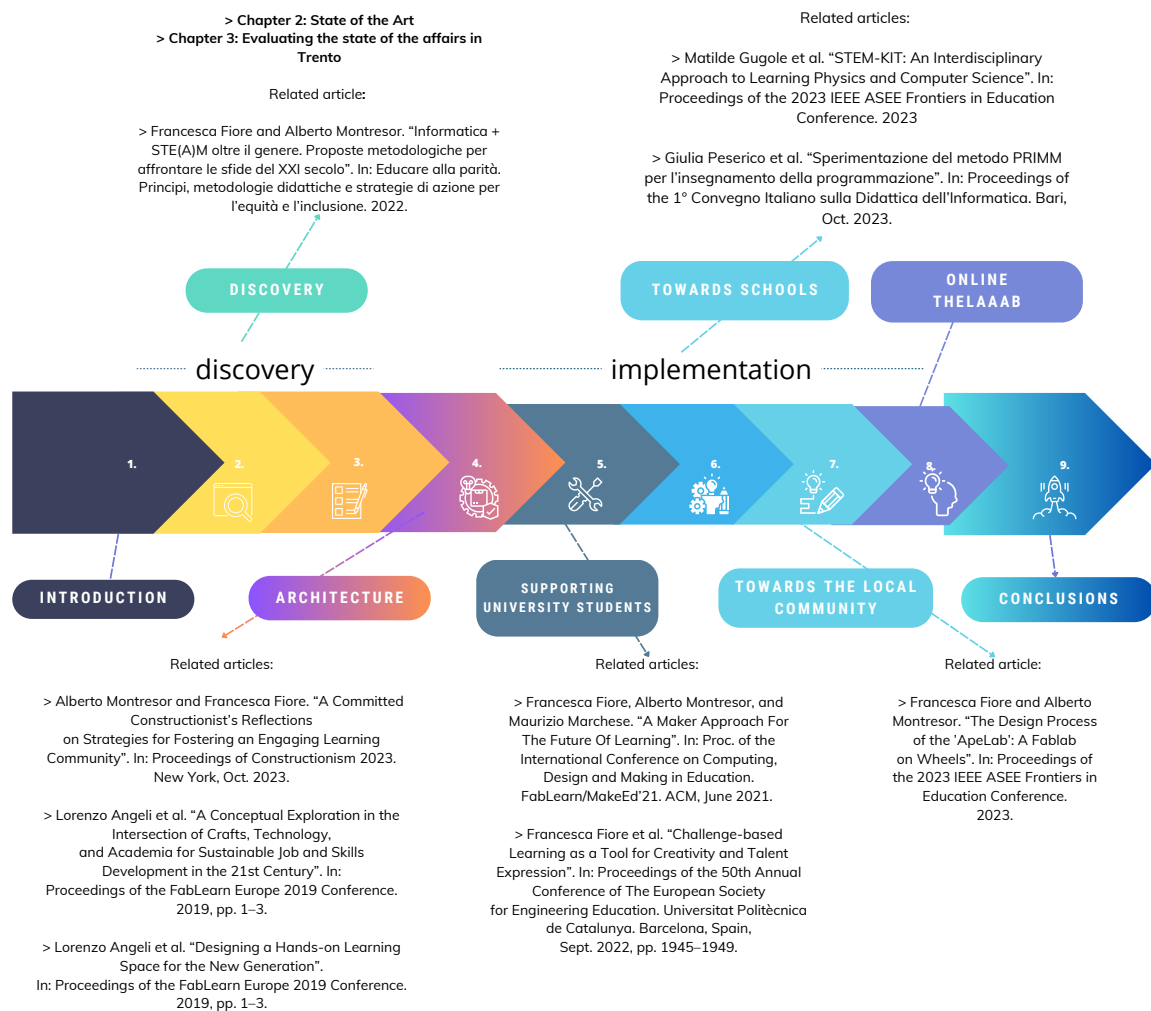 > Chapter 2: State of the Art
> Chapter 3: Evaluating the state of the affairs in
Trento
Related article:
> Francesca Fiore and Alberto Montresor. “Informatica +
STE(A)M oltre il genere. Proposte metodologiche per
affrontare le sfide del XXI secolo”. In: Educare alla parità.
Principi, metodologie didattiche e strategie di azione per
l’equità e l’inclusione. 2022.
Related articles:
> Matilde Gugole et al. “STEM-KIT: An Interdisciplinary
Approach to Learning Physics and Computer Science”. In:
Proceedings of the 2023 IEEE ASEE Frontiers in Education
Conference. 2023
> Giulia Peserico et al. “Sperimentazione del metodo PRIMM
per l’insegnamento della programmazione”. In: Proceedings of
the 1° Convegno Italiano sulla Didattica dell’Informatica. Bari,
Oct. 2023.
DISCOVERY
TOWARDS SCHOOLS
ONLINE
THELAAAB
discovery
implementation
1.
2.
3.
4.
5.
6.
7.
8.
9.
INTRODUCTION
ARCHITECTURE
SUPPORTING
UNIVERSITY STUDENTS
TOWARDS THE LOCAL
COMMUNITY
CONCLUSIONS
Related articles:
> Alberto Montresor and Francesca Fiore. “A Committed
Constructionist’s Reflections
on Strategies for Fostering an Engaging Learning
Community”. In: Proceedings of Constructionism 2023.
New York, Oct. 2023.
> Lorenzo Angeli et al. “A Conceptual Exploration in the
Intersection of Crafts, Technology,
and Academia for Sustainable Job and Skills
Development in the 21st Century”. In:
Proceedings of the FabLearn Europe 2019 Conference.
2019, pp. 1–3.
> Lorenzo Angeli et al. “Designing a Hands-on Learning
Space for the New Generation”.
In: Proceedings of the FabLearn Europe 2019 Conference.
2019, pp. 1–3.
Related articles:
> Francesca Fiore, Alberto Montresor, and
Maurizio Marchese. “A Maker Approach For
The Future Of Learning”. In: Proc. of the
International Conference on Computing,
Design and Making in Education.
FabLearn/MakeEd’21. ACM, June 2021.
> Francesca Fiore et al. “Challenge-based
Learning as a Tool for Creativity and Talent
Expression”. In: Proceedings of the 50th Annual
Conference of The European Society
for Engineering Education. Universitat Politècnica
de Catalunya. Barcelona, Spain,
Sept. 2022, pp. 1945–1949.
Related article:
> Francesca Fiore and Alberto
Montresor. “The Design Process
of the 'ApeLab': A Fablab
on Wheels”. In: Proceedings of
the 2023 IEEE ASEE Frontiers in
Education Conference.
2023.